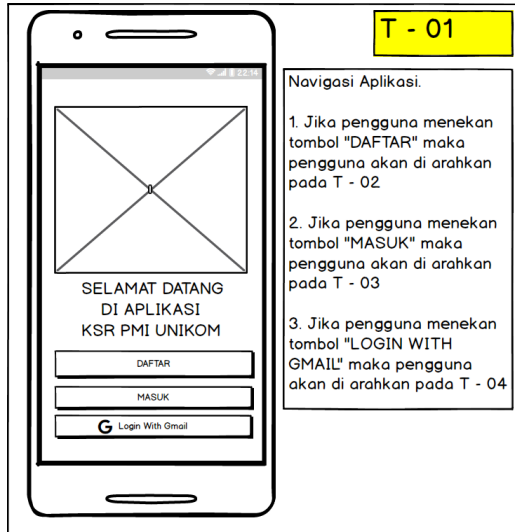 T - 01
22:14
SELAMAT DATANG
DI APLIKASI
KSR PMI UNIKOM
DAFTAR
MASUK
G Login With Gmail
Navigasi Aplikasi.
1. Jika pengguna menekan
tombol "DAFTAR" maka
pengguna akan di arahkan
pada T - 02
2. Jika pengguna menekan
tombol "MASUK" maka
pengguna akan di arahkan
pada T - 03
3. Jika pengguna menekan
tombol "LOGIN WITH
GMAIL" maka pengguna
akan di arahkan pada T - 04